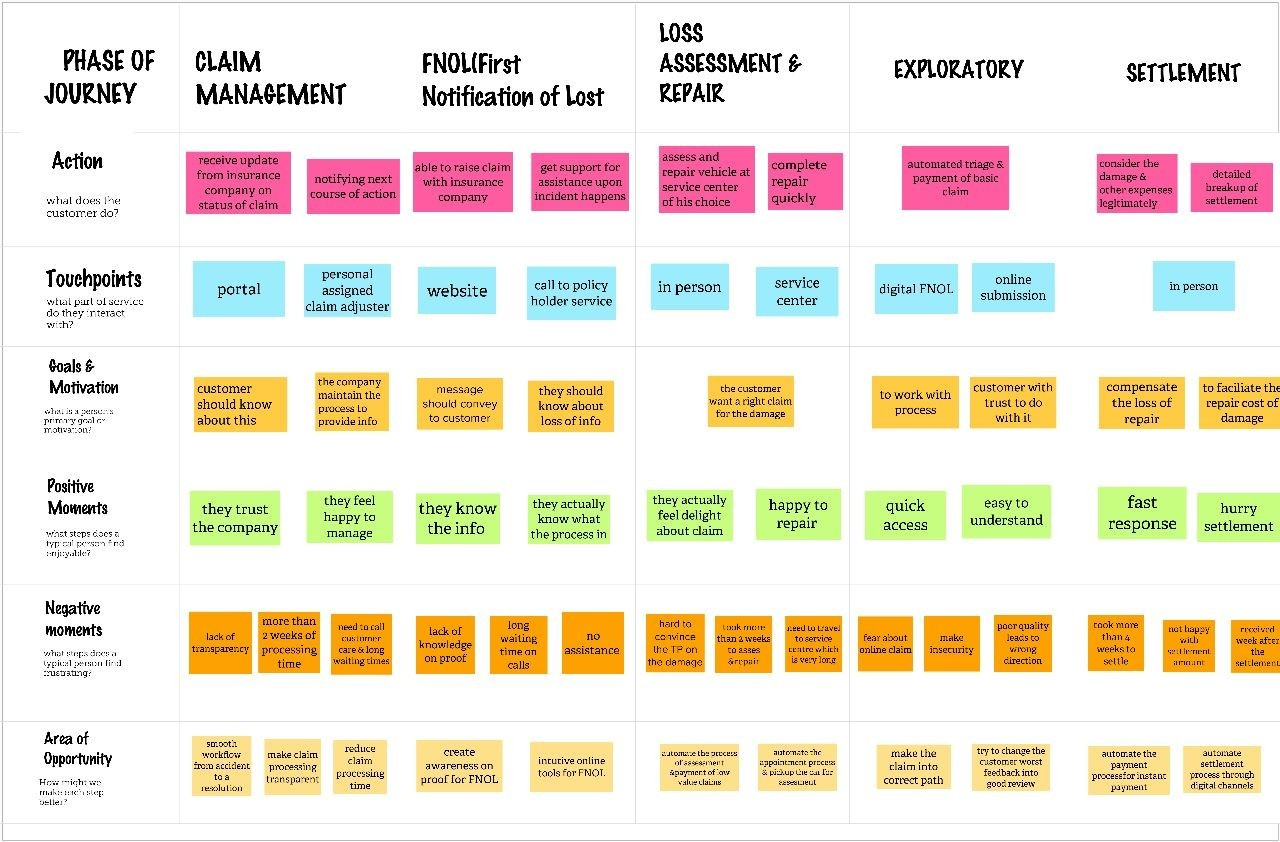 PHASE OF
JOURNEY
CLAIM
MANAGEMENT
FNOL(First
Notification of Lost
LOSS
ASSESSMENT &
REPAIR
EXPLORATORY
SETTLEMENT
Action
what does the
customer do?
receive update
from insurance
company on
status of claim
notifying next
course of action
able to raise claim
with insurance
company
get support for
assistance upon
incident happens
assess and
repair vehicle at
service center
of his choice
complete
repair
quickly
automated triage &
payment of basic
claim
consider the
damage &
other expenses
legitimately
detailed
breakup of
settlement
Touchpoints
what part of service
do they interact
with?
portal
personal
assigned
claim adjuster
website
call to policy
holder service
in person
service
center
digital FNOL
online
submission
in person
Goals &
Motivation
what is a person's
primary goal or
motivation?
customer
should know
about this
the company
maintain the
process to
provide info
message
should convey
to customer
they should
know about
loss of info
the customer
want a right claim
for the damage
to work with
process
customer with
trust to do
with it
compensate
the loss of
repair
to faciliate the
repair cost of
damage
Positive
Moments
what steps does a
typical person find
enjoyable?
they trust
the company
they feel
happy to
manage
they know
the info
they actually
know what
the process in
they actually
feel delight
about claim
happy to
repair
quick
access
easy to
understand
fast
response
hurry
settlement
Negative
moments
what steps does a
typical person find
frustrating?
lack of
transparency
more than
2 weeks of
processing
time
need to call
customer
care & long
waiting times
lack of
knowledge
on proof
long
waiting
time on
calls
no
assistance
hard to
convince
the TP on
the damage
took more
than 2 weeks
to asses
&repair
need to travel
to service
centre which
is very long
fear about
online claim
make
insecurity
poor quality
leads to
wrong
direction
took more
than 4
weeks to
settle
not happy
with
settlement
amount
received
week after
the
settlement
Area of
Opportunity
How might we
make each step
better?
smooth
workflow
from accident
to a
resolution
make claim
processing
transparent
reduce
claim
processing
time
create
awareness on
proof for FNOL
intutive online
tools for FNOL
automate the process
of assessment
&payment of low
value claims
automate the
appointment process
& pickup the car for
assesment
make the
claim into
correct path
try to change the
customer worst
feedback into
good review
automate the
payment
processfor instant
payment
automate
settlement
process through
digital channels